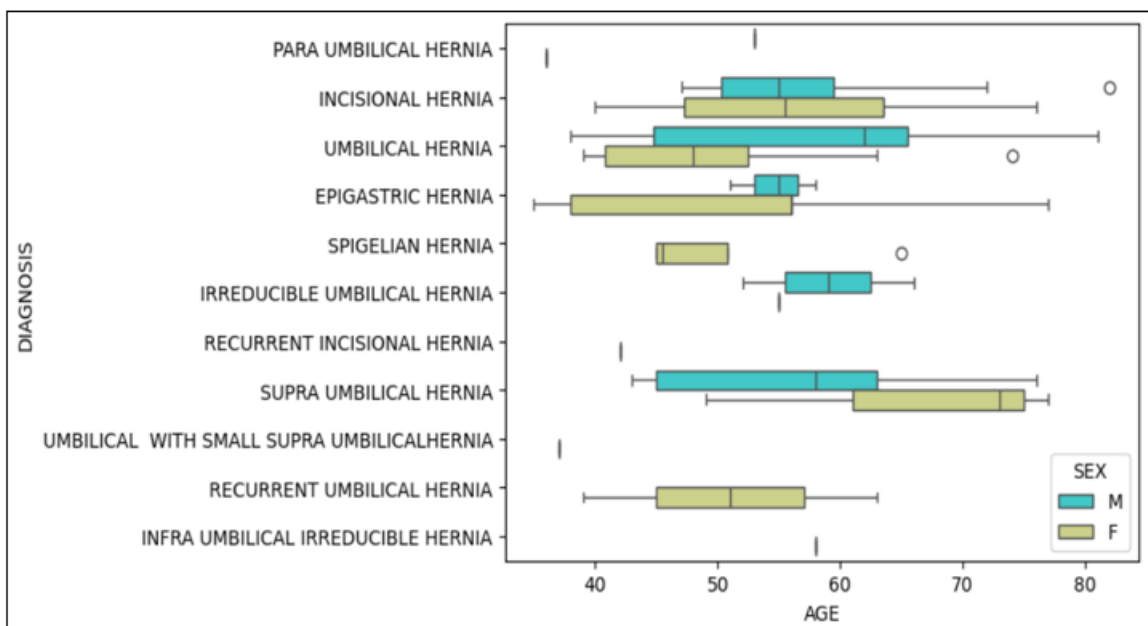 PARA UMBILICAL HERNIA
INCISIONAL HERNIA
UMBILICAL HERNIA
EPIGASTRIC HERNIA
SPIGELIAN HERNIA
IRREDUCIBLE UMBILICAL HERNIA
RECURRENT INCISIONAL HERNIA
SUPRA UMBILICAL HERNIA
UMBILICAL  WITH SMALL SUPRA UMBILICALHERNIA
RECURRENT UMBILICAL HERNIA
INFRA UMBILICAL IRREDUCIBLE HERNIA
DIAGNOSIS
SEX
M
F
40 50 60 70 80
AGE